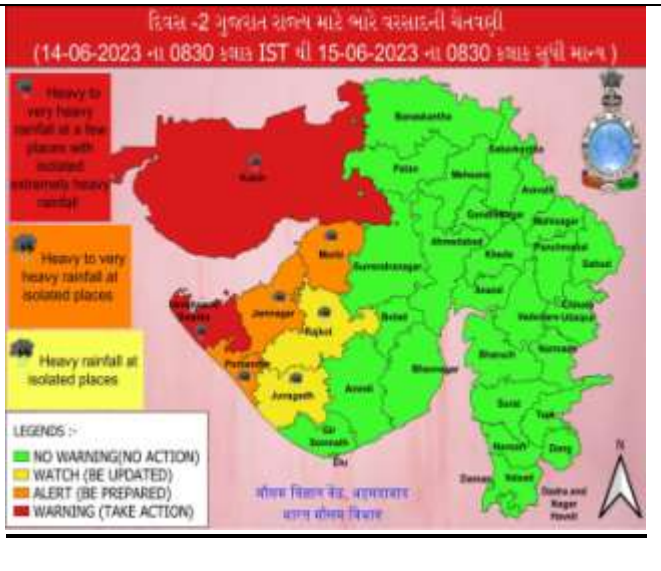 દિવસ -2 ગુજરાત રાજ્ય માટે ભારે વરસાદની ચેતવણી
(14-06-2023 ના 0830 કલાક IST થી 15-06-2023 ના 0830 કલાક સુધી માન્ય )
Heavy to
very heavy
rainfall at a few
places with
isolated
extremely heavy
rainfall
Heavy to very
heavy rainfall at
isolated places
Heavy rainfall at
isolated places
Banaskantha
Sabarkantha
Patan
Mehsana
Aravalli
Kutch
Gandhinagar
Mahisagar
Morbi
Ahmedabad
Kheda
Panchmahal
Dahod
Surendranagar
Anand
Dwarka
Jamnagar
Rajkot
Botad
Vadodara
Chhota
Udaipur
Porbandar
Bharuch
Narmada
Junagadh
Amreli
Bhavnagar
Surat
Tapi
Gir
Somnath
Diu
Navsari
Dang
Daman
Valsad
Dadra and
Nagar
Haveli
N
LEGENDS :-
NO WARNING(NO ACTION)
WATCH (BE UPDATED)
ALERT (BE PREPARED)
WARNING (TAKE ACTION)
मौसम विज्ञान केंद्र, अहमदाबाद
भारत मौसम विभाग